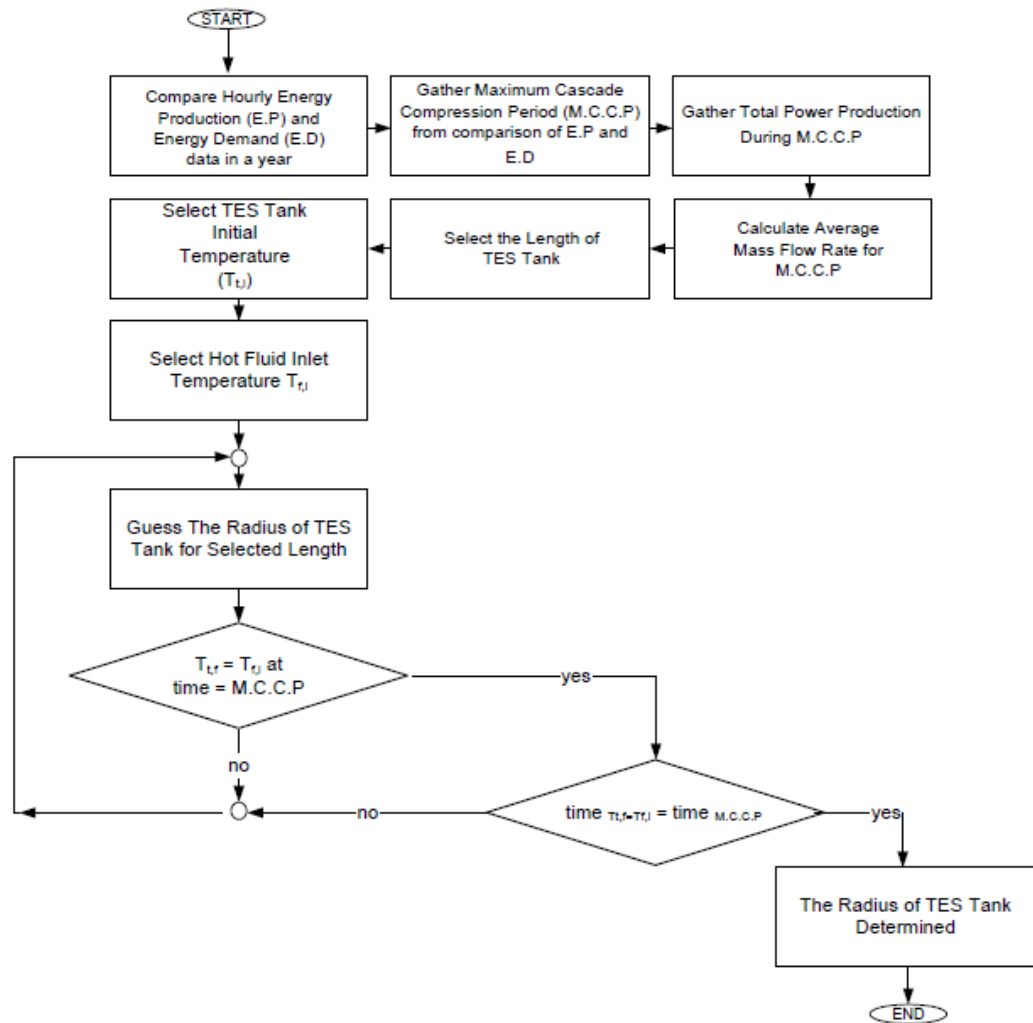 START
Compare Hourly Energy
Production (E.P) and
Energy Demand (E.D)
data in a year
Gather Maximum Cascade
Compression Period (M.C.C.P)
from comparison of E.P and
E.D
Gather Total Power Production
During M.C.C.P
Select TES Tank
Initial
Temperature
(Tt,i)
Select the Length of
TES Tank
Calculate Average
Mass Flow Rate for
M.C.C.P
Select Hot Fluid Inlet
Temperature Tf,i
Guess The Radius of TES
Tank for Selected Length
Tt,f = Tf,i at
time = M.C.C.P
yes
no
no
time Tt,f=Tf,i = time M.C.C.P
yes
The Radius of TES Tank
Determined
END